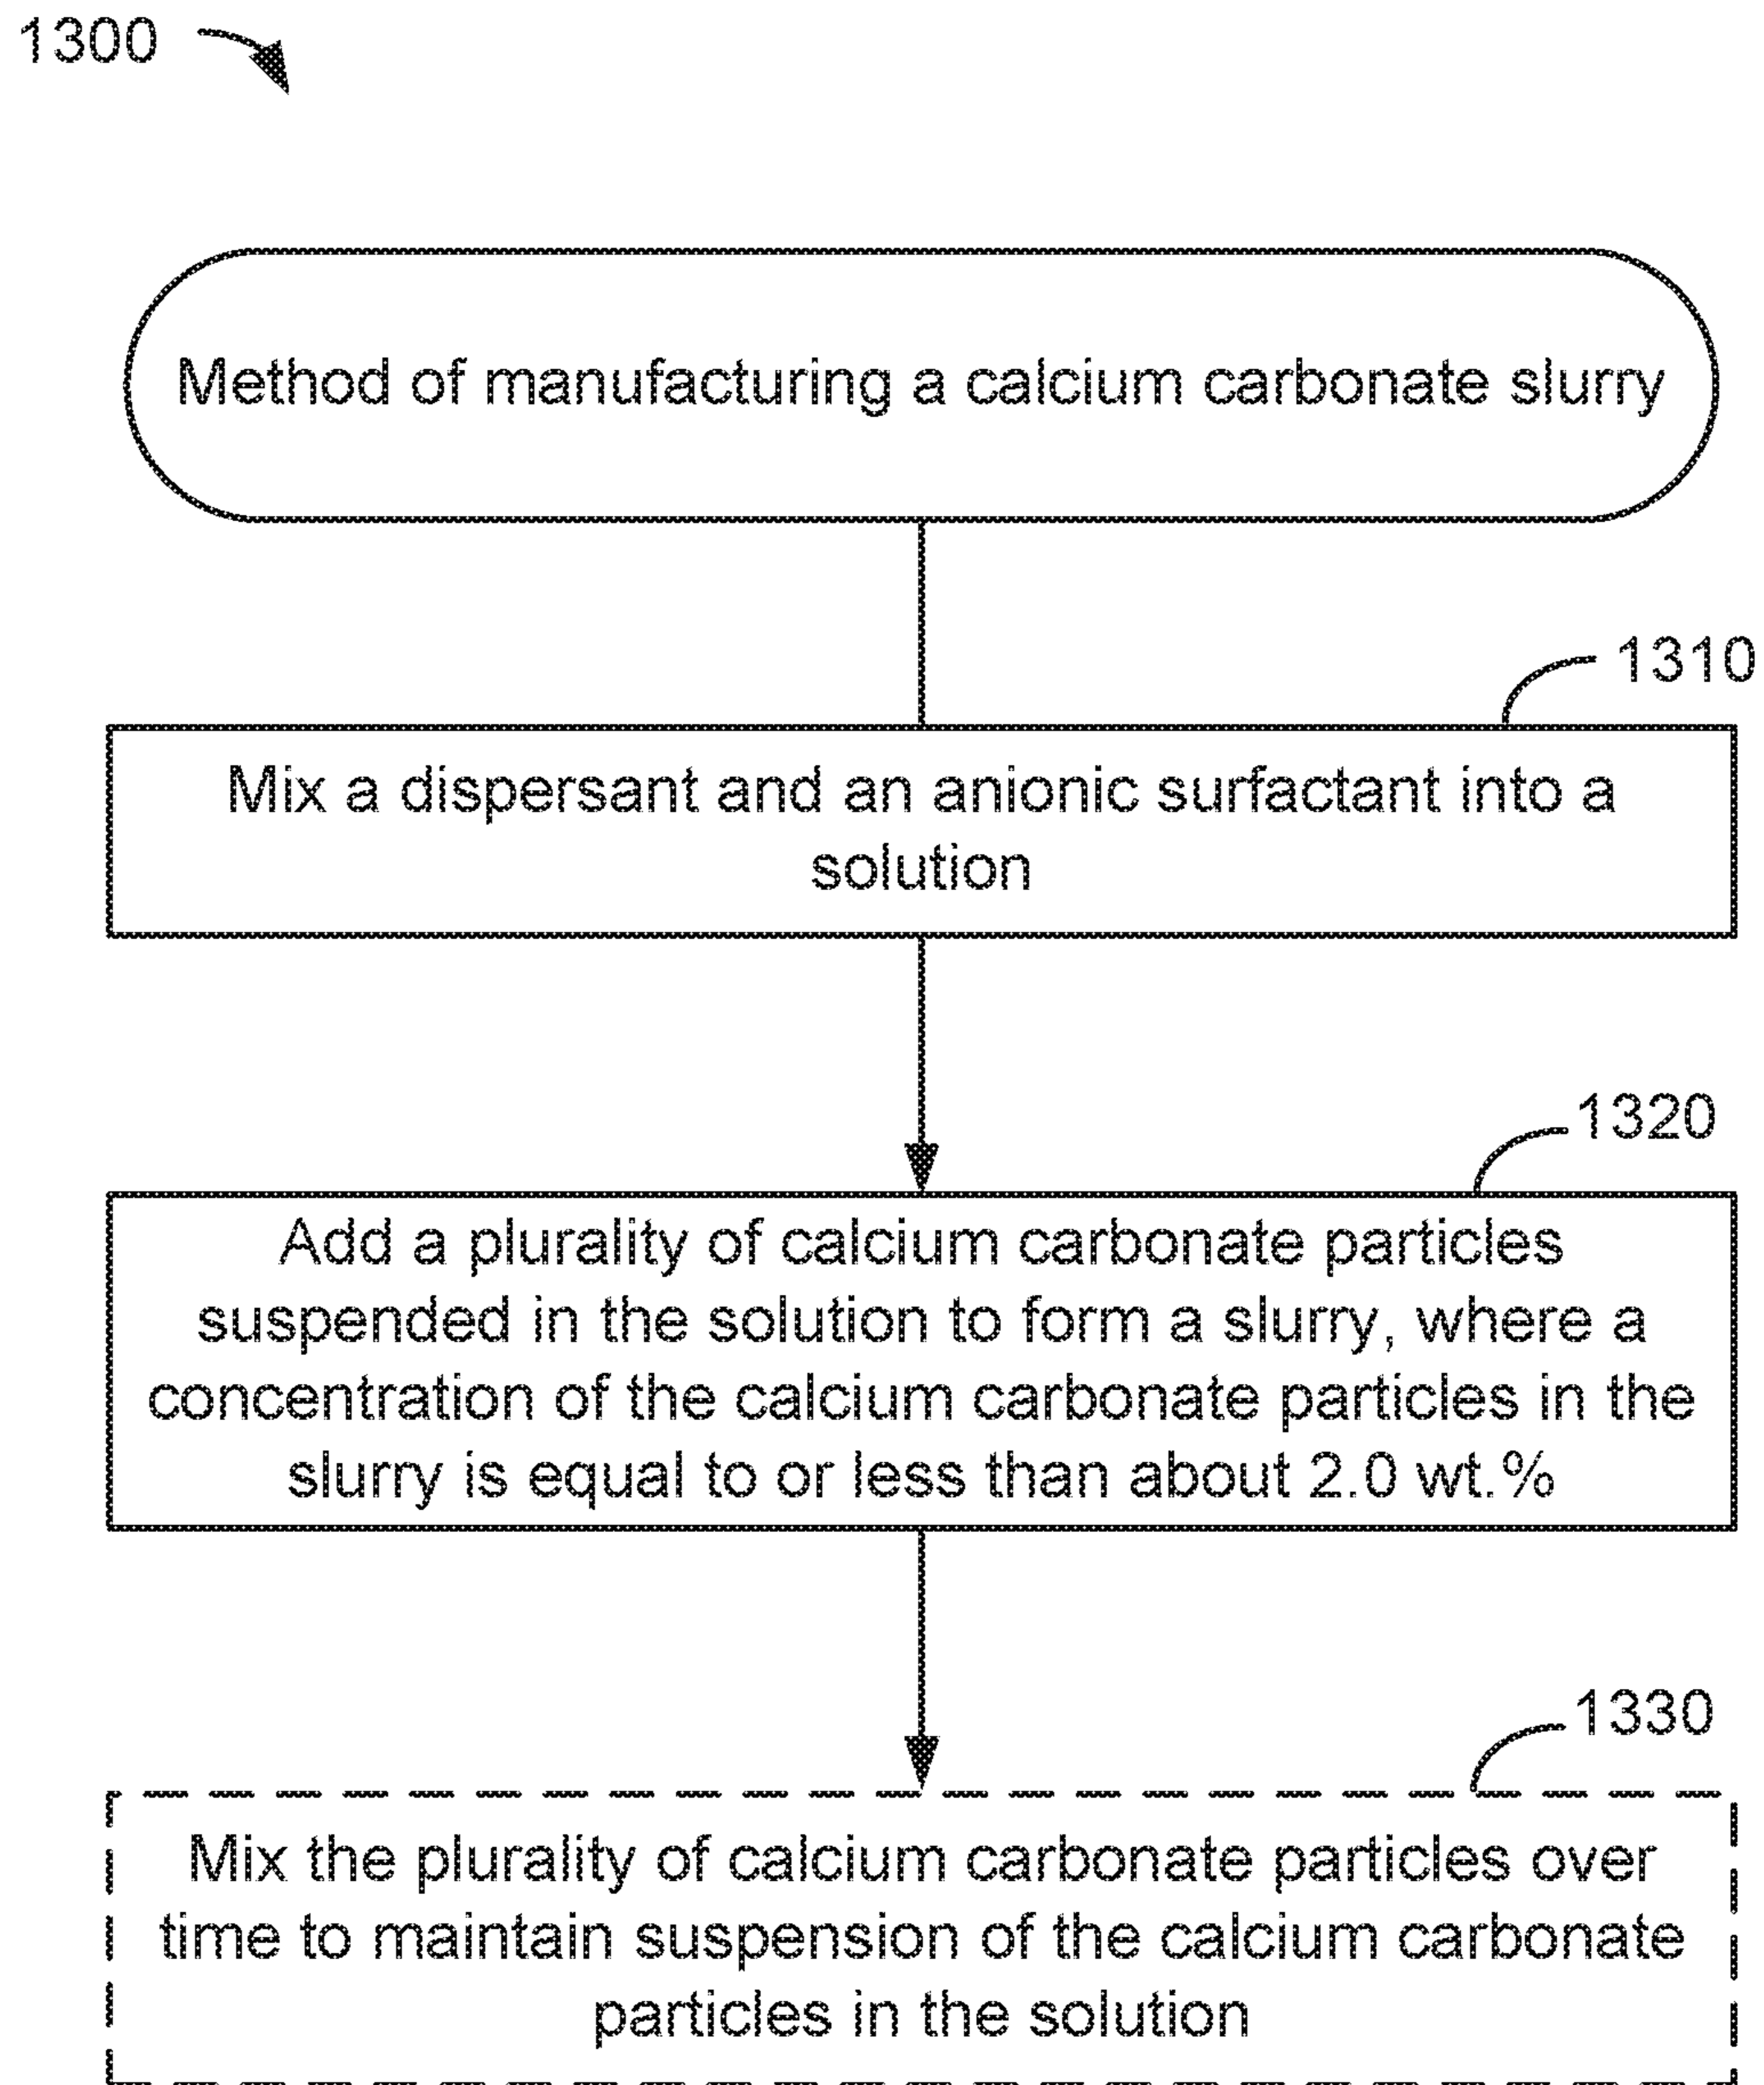 1300
Method of manufacturing a calcium carbonate slurry
1310
Mix a dispersant and an anionic surfactant into a
solution
1320
Add a plurality of calcium carbonate particles
suspended in the solution to form a slurry, where a
concentration of the calcium carbonate particles in the
slurry is equal to or less than about 2.0 wt.%
1330
Mix the plurality of calcium carbonate particles over
time to maintain suspension of the calcium carbonate
particles in the solution